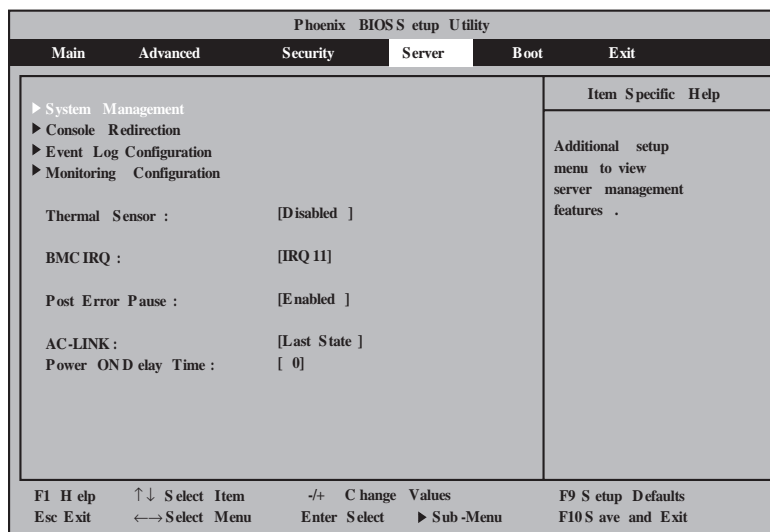 Phoenix BIOS Setup Utility
Main Advanced Security Server Boot Exit
▶ System Management
▶ Console Redirection
▶ Event Log Configuration
▶ Monitoring Configuration
Thermal Sensor : [Disabled ]
BMC IRQ : [IRQ 11]
Post Error Pause : [Enabled ]
AC-LINK : [Last State ]
Power ON Delay Time : [ 0]
Item Specific Help
Additional setup
menu to view
server management
features .
F1 Help ↑↓ Select Item -/+ Change Values F9 Setup Defaults
Esc Exit ←→ Select Menu Enter Select ▶ Sub-Menu F10 Save and Exit